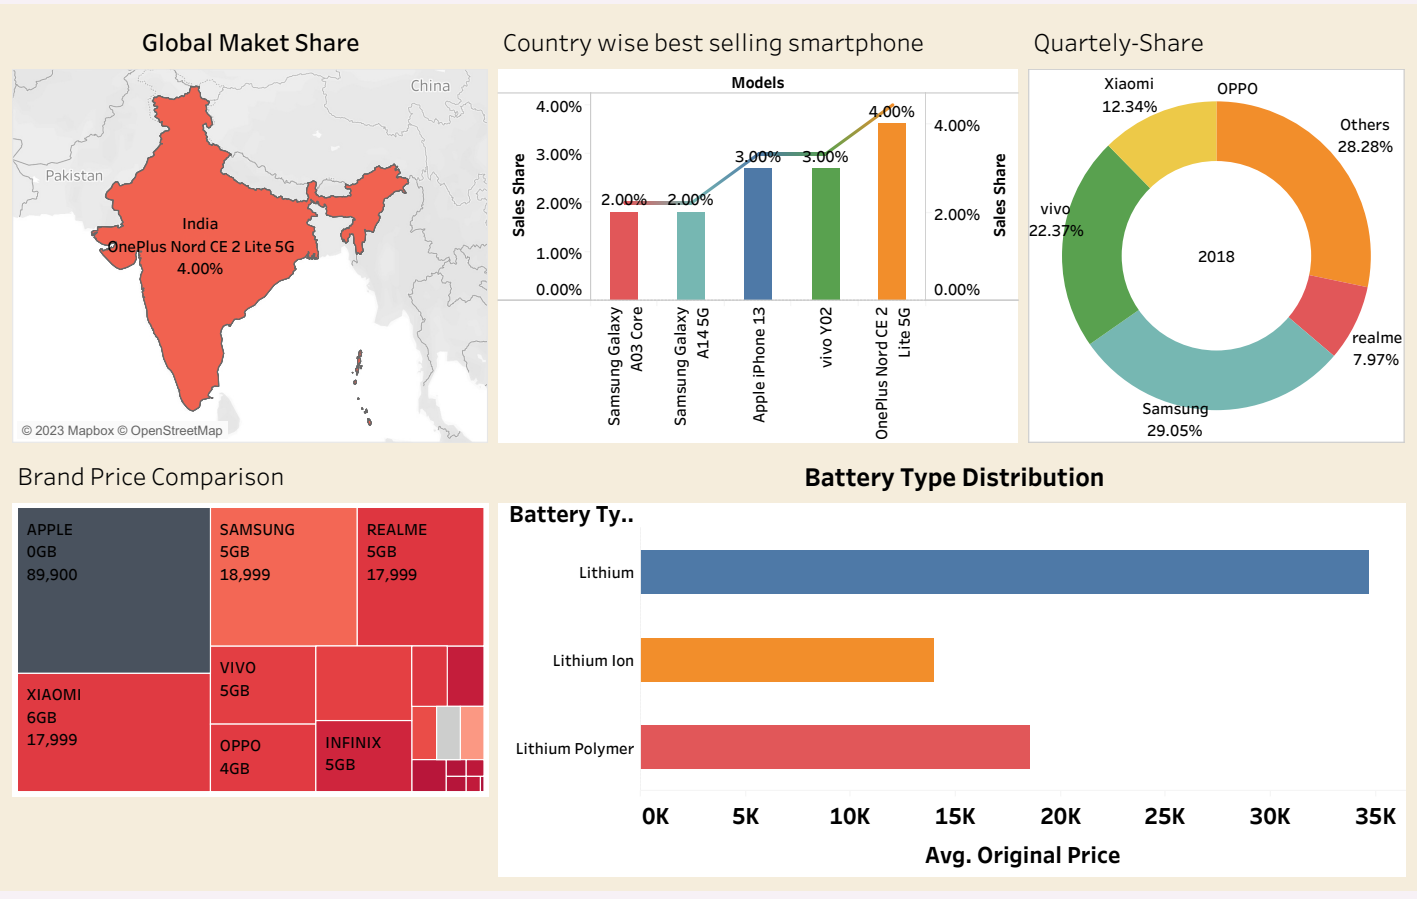 Global Maket Share
China
Pakistan
India
OnePlus Nord CE 2 Lite 5G
4.00%
© 2023 Mapbox © OpenStreetMap
Country wise best selling smartphone
Models
4.00%
3.00%
2.00%
1.00%
0.00%
Sales Share
2.00%
2.00%
3.00%
3.00%
4.00%
4.00%
2.00%
0.00%
Sales Share
Samsung Galaxy
A03 Core
Samsung Galaxy
A14 5G
Apple iPhone 13
vivo Y02
OnePlus Nord CE 2
Lite 5G
Quartely-Share
Xiaomi
12.34%
OPPO
Others
28.28%
vivo
22.37%
2018
realme
7.97%
Samsung
29.05%
Brand Price Comparison
APPLE
0GB
89,900
SAMSUNG
5GB
18,999
REALME
5GB
17,999
XIAOMI
6GB
17,999
VIVO
5GB
OPPO
4GB
INFINIX
5GB
Battery Type Distribution
Battery Ty..
Lithium
Lithium Ion
Lithium Polymer
0K
5K
10K
15K
20K
25K
30K
35K
Avg. Original Price